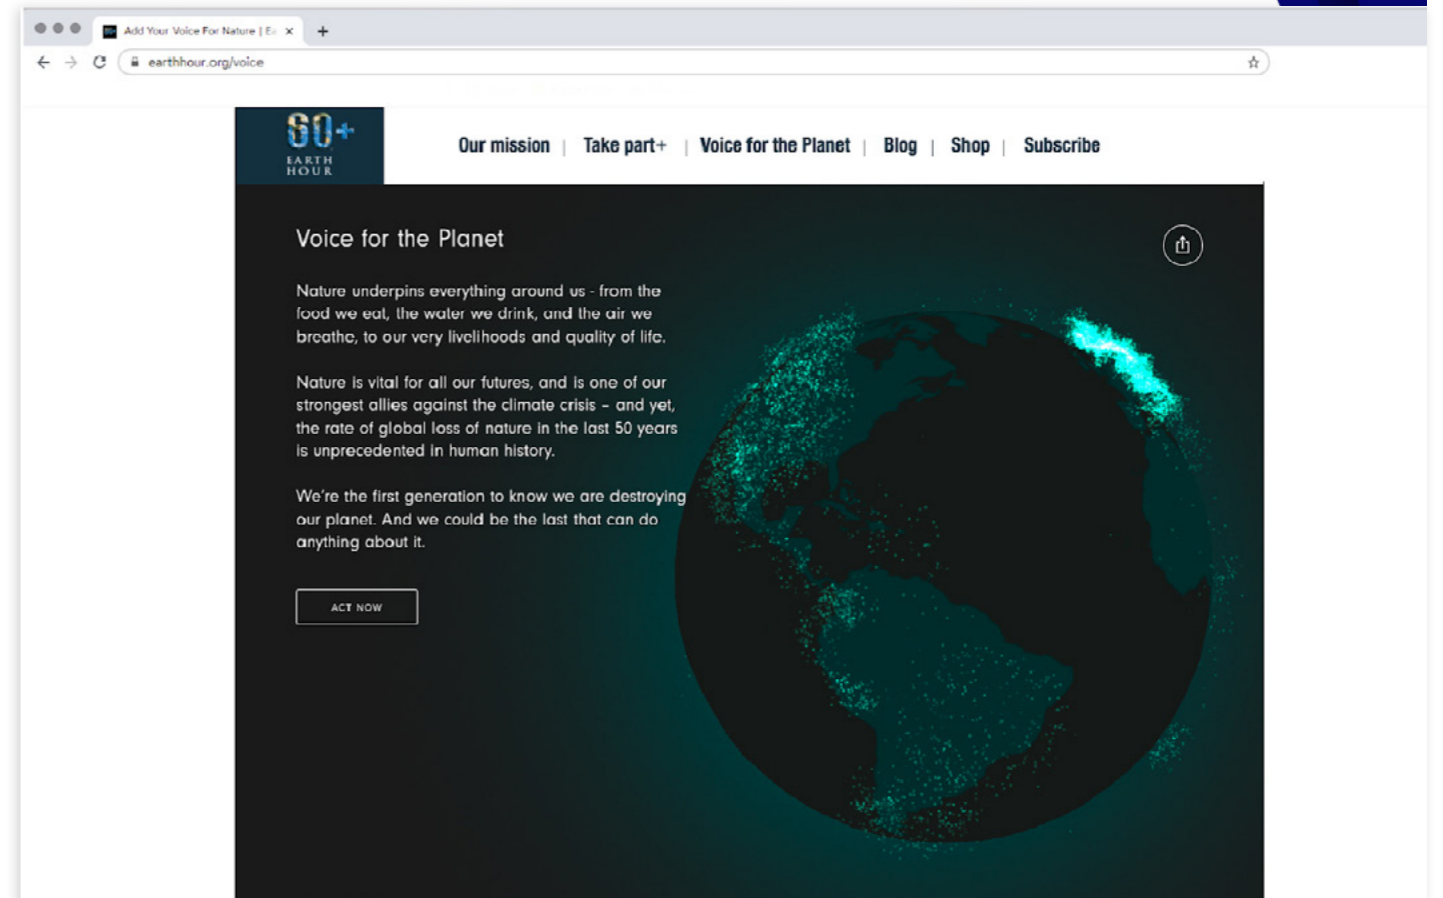 Add Your Voice For Nature | Ea
earthhour.org/voice
60+
EARTH
HOUR
Our mission | Take part+ | Voice for the Planet | Blog | Shop | Subscribe
Voice for the Planet
Nature underpins everything around us - from the
food we eat, the water we drink, and the air we
breathe, to our very livelihoods and quality of life.
Nature is vital for all our futures, and is one of our
strongest allies against the climate crisis – and yet,
the rate of global loss of nature in the last 50 years
is unprecedented in human history.
We're the first generation to know we are destroying
our planet. And we could be the last that can do
anything about it.
ACT NOW